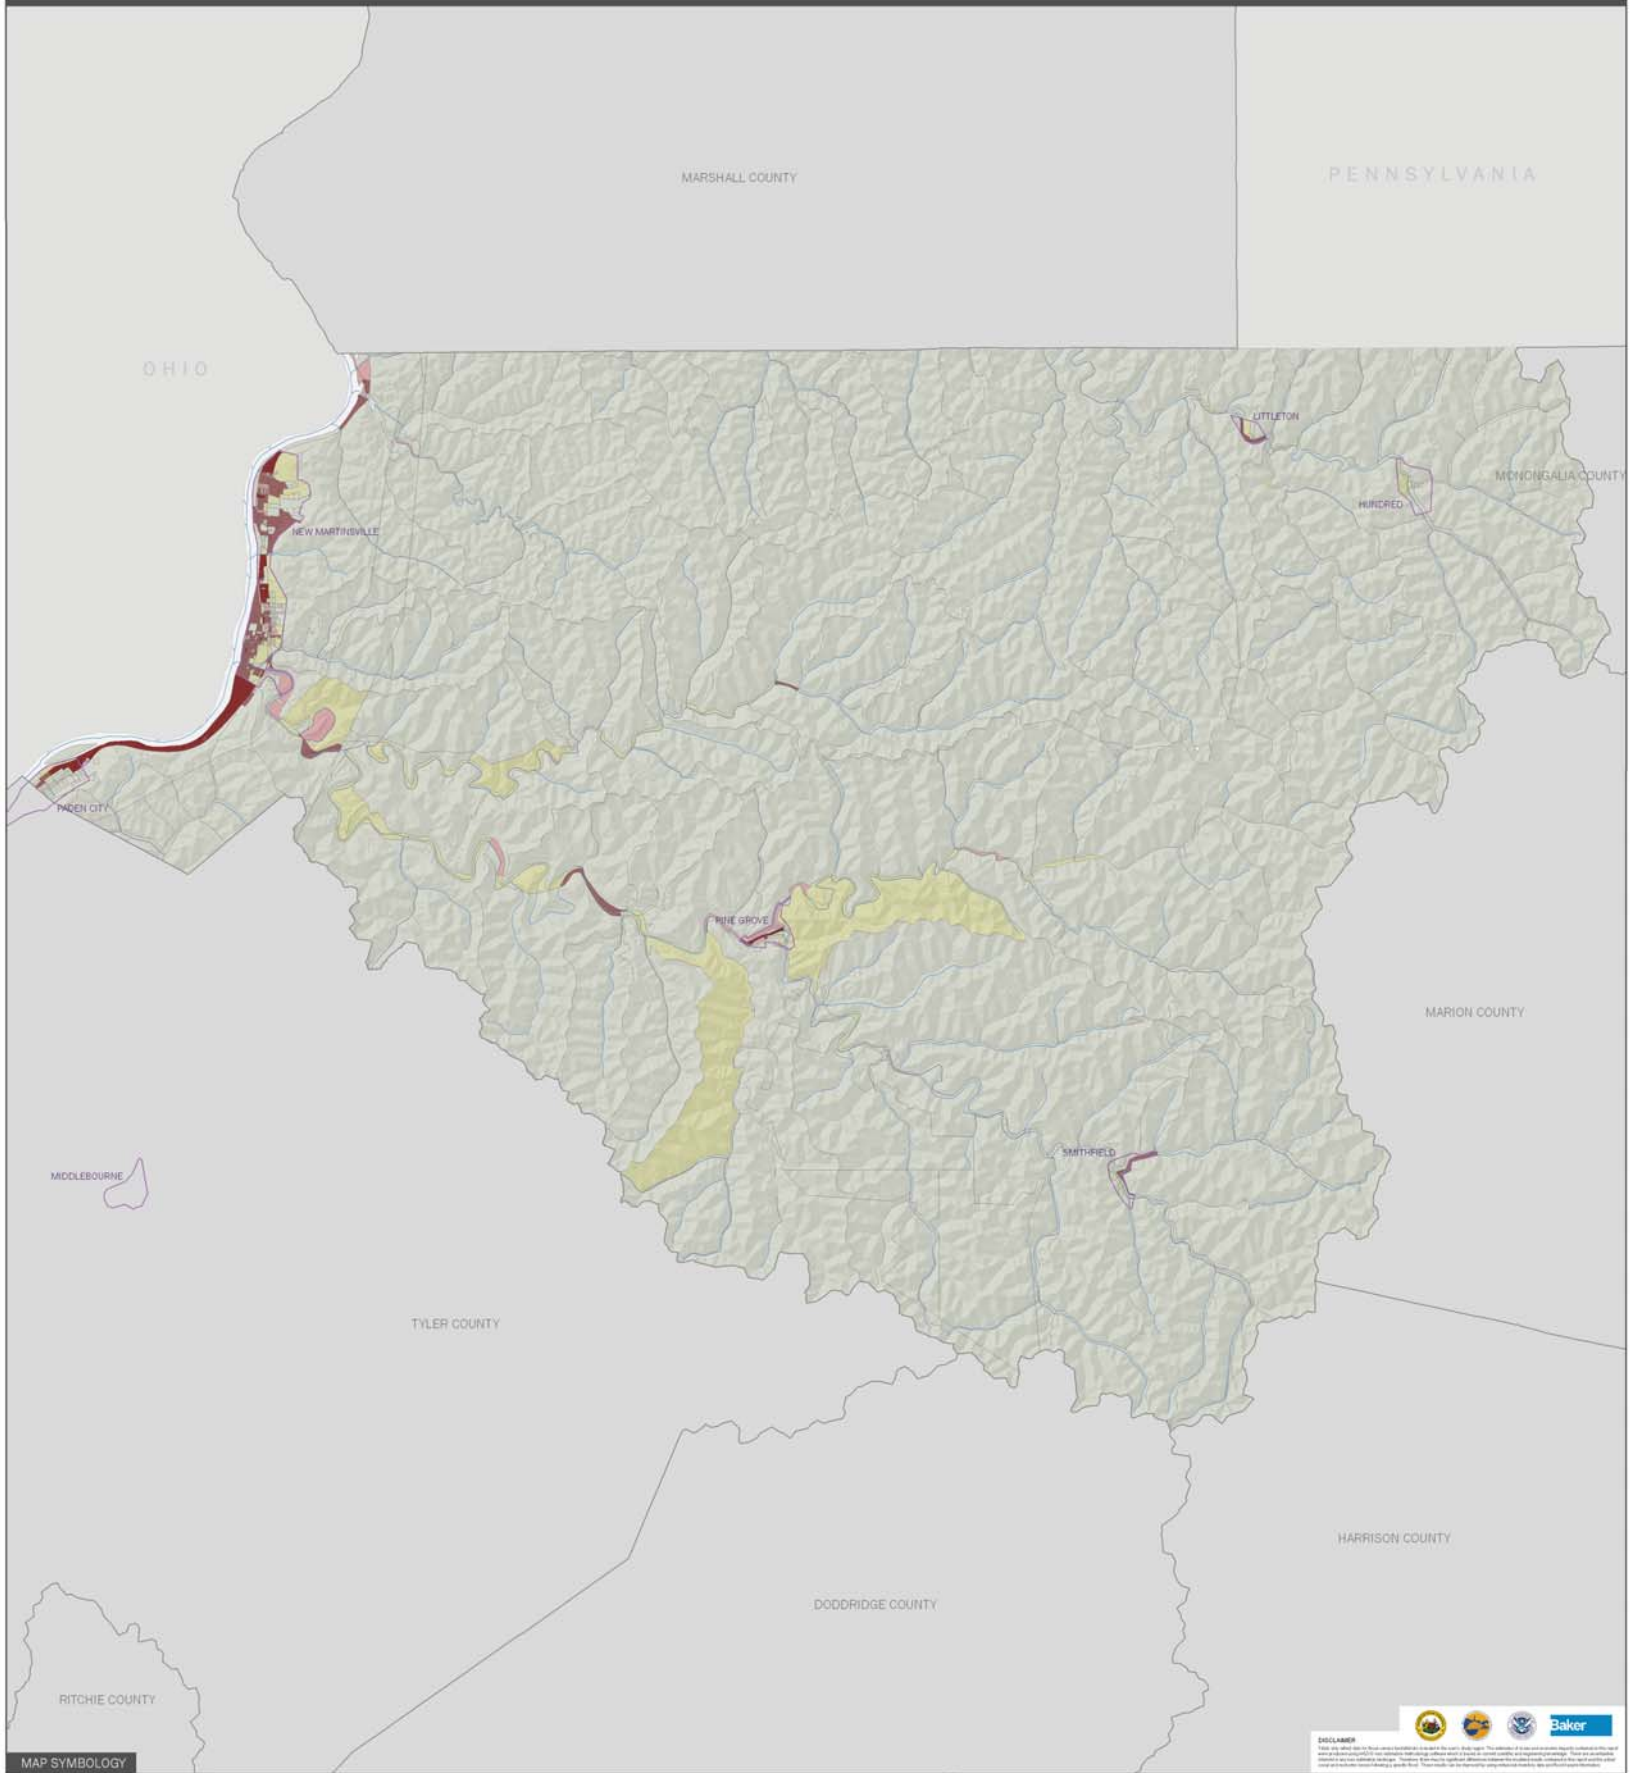 MARSHALL COUNTY
PENNSYLVANIA
OHIO
LITTLETON
MONONGALIA COUNTY
HUNDRED
NEW MARTINSVILLE
PADEN CITY
PINE GROVE
MARION COUNTY
SMITHFIELD
MIDDLEBOURNE
TYLER COUNTY
HARRISON COUNTY
DODDRIDGE COUNTY
RITCHIE COUNTY
Baker
DISCLAIMER
MAP SYMBOLOGY